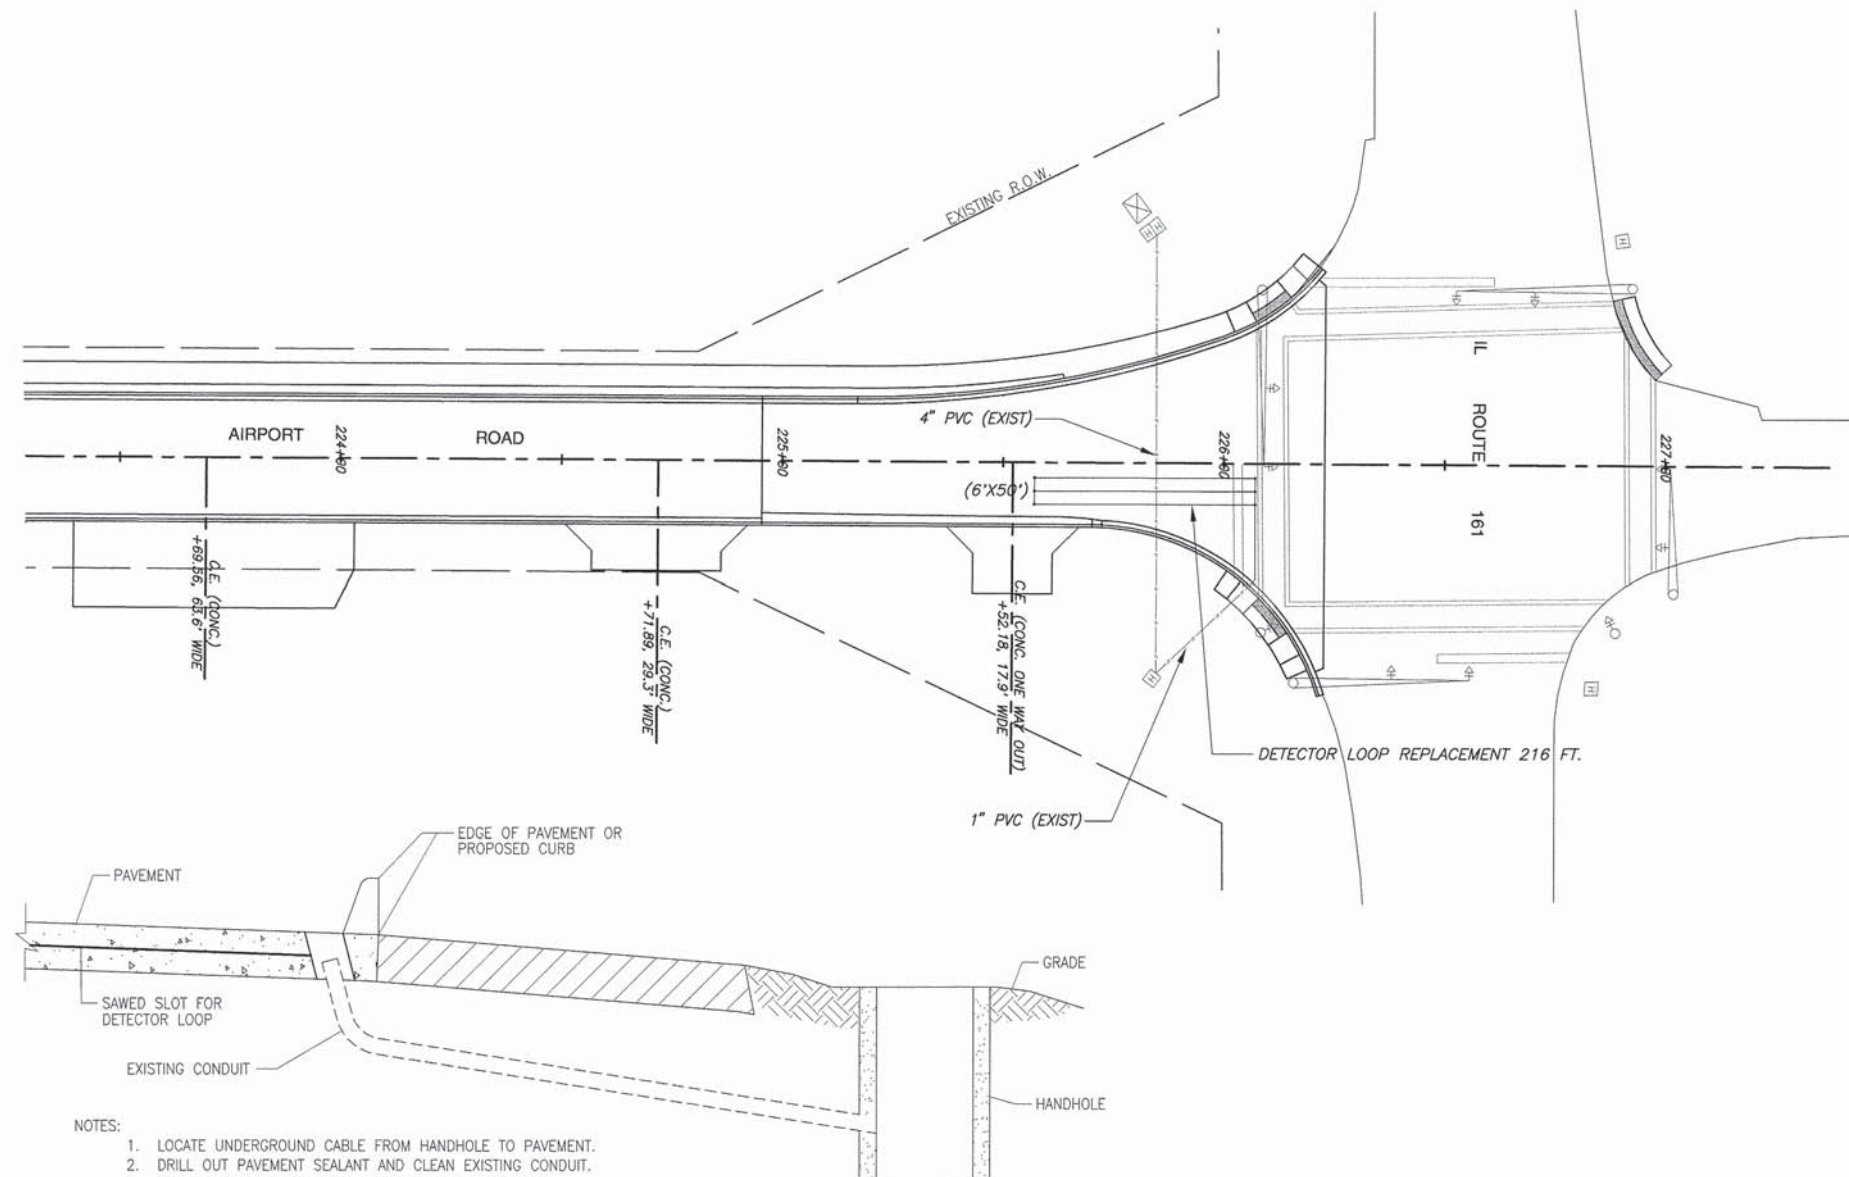 EXISTING R.O.W.
H
H
H
IL
ROUTE
161
4" PVC (EXIST)
AIRPORT ROAD
224+00
225+00
226+00
227+00
(6'X50')
C.E. (CONC.)
+69.56, 63.6' WIDE
C.E. (CONC.)
+71.89, 29.3' WIDE
C.E. (CONC. ONE WAY OUT)
+52.18, 17.9' WIDE
H
H
DETECTOR LOOP REPLACEMENT 216 FT.
1" PVC (EXIST)
EDGE OF PAVEMENT OR
PROPOSED CURB
PAVEMENT
GRADE
SAWED SLOT FOR
DETECTOR LOOP
EXISTING CONDUIT
HANDHOLE
NOTES:
1. LOCATE UNDERGROUND CABLE FROM HANDHOLE TO PAVEMENT.
2. DRILL OUT PAVEMENT SEALANT AND CLEAN EXISTING CONDUIT.